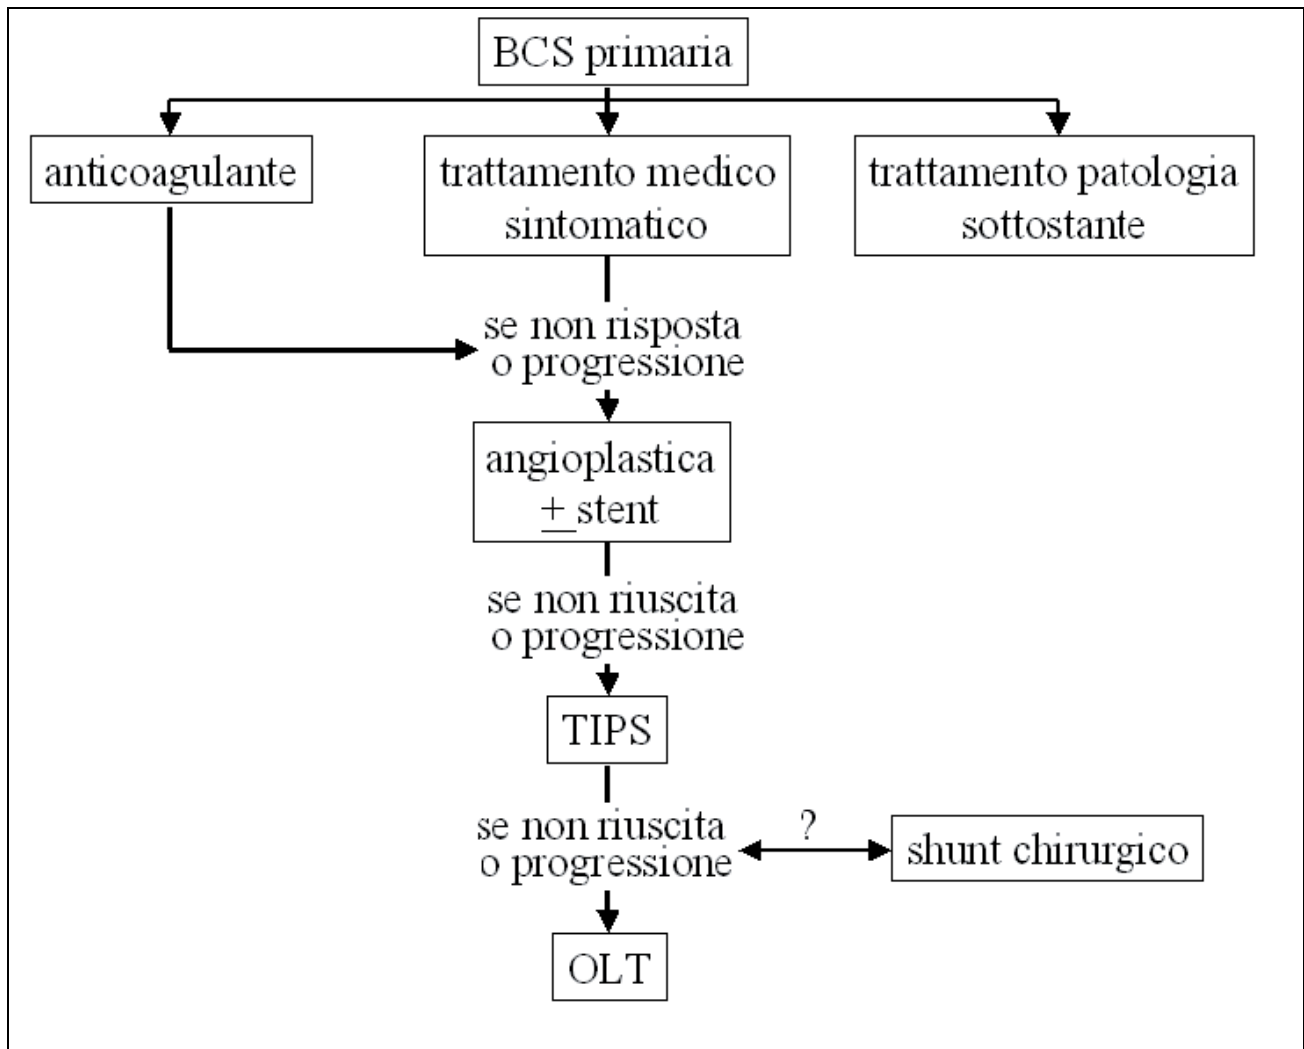 BCS primaria
anticoagulante
trattamento medico
sintomatico
trattamento patologia
sottostante
se non risposta
o progressione
angioplastica
± stent
se non riuscita
o progressione
TIPS
se non riuscita
o progressione
?
shunt chirurgico
OLT